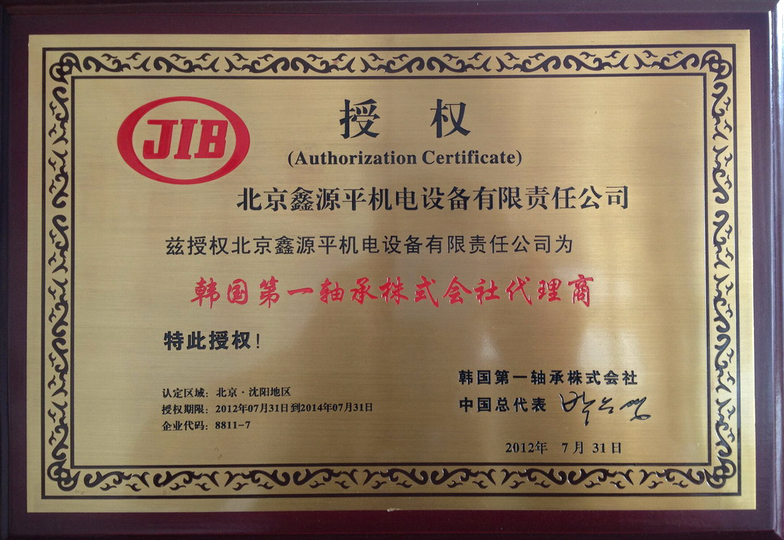 JIB
授 权
(Authorization Certificate)
北京鑫源平机电设备有限责任公司
兹授权北京鑫源平机电设备有限责任公司为
韩国第一轴承株式会社代理商
特此授权!
认定区域: 北京·沈阳地区
授权期限: 2012年07月31日到2014年07月31日
企业代码: 8811-7
韩国第一轴承株式会社
中国总代表
2012年 7月 31日